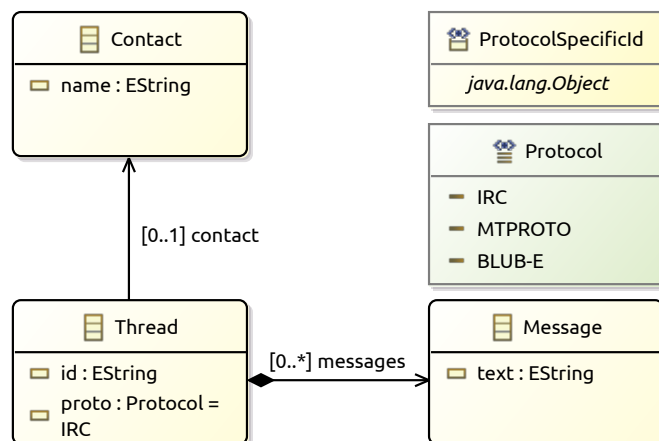 Contact
name : EString
ProtocolSpecificId
java.lang.Object
Protocol
IRC
MTPROTO
BLUB-E
[0..1] contact
Thread
id : EString
proto : Protocol =
IRC
[0..*] messages
Message
text : EString